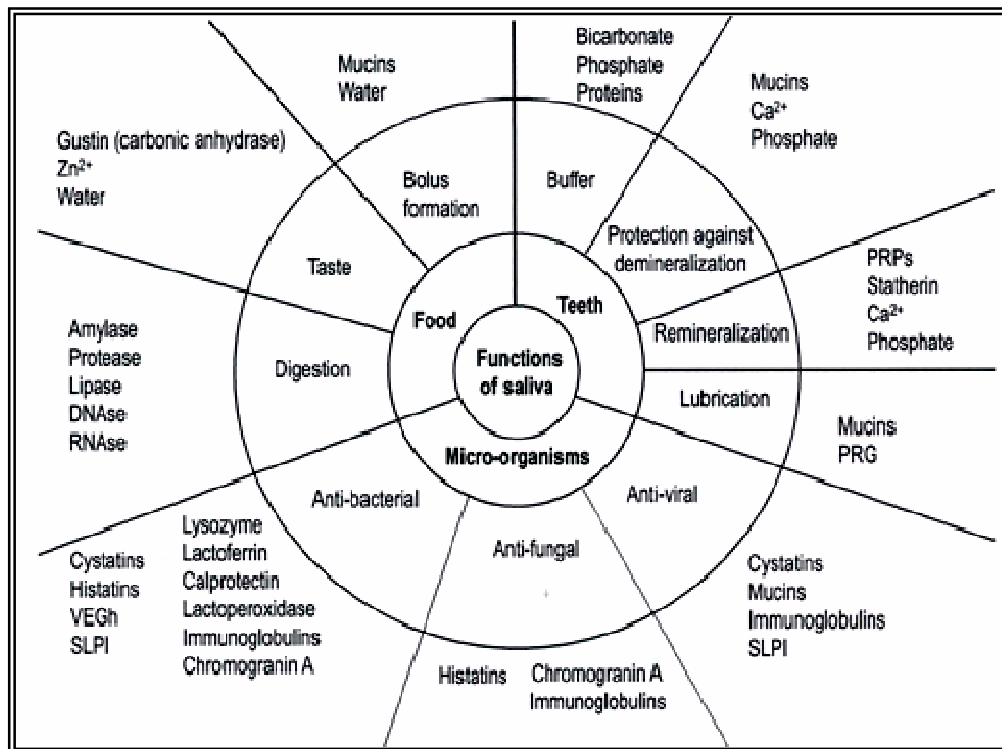 Functions
of saliva
Food
Teeth
Micro-organisms
Bolus
formation
Mucins
Water
Buffer
Bicarbonate
Phosphate
Proteins
Protection against
demineralization
Mucins
Ca²⁺
Phosphate
Remineralization
PRPs
Statherin
Ca²⁺
Phosphate
Lubrication
Mucins
PRG
Anti-viral
Cystatins
Mucins
Immunoglobulins
SLPI
Anti-fungal
Histatins
Chromogranin A
Immunoglobulins
Anti-bacterial
Lysozyme
Lactoferrin
Calprotectin
Lactoperoxidase
Immunoglobulins
Chromogranin A
Cystatins
Histatins
VEGh
SLPI
Digestion
Amylase
Protease
Lipase
DNAse
RNAse
Taste
Gustin (carbonic anhydrase)
Zn²⁺
Water